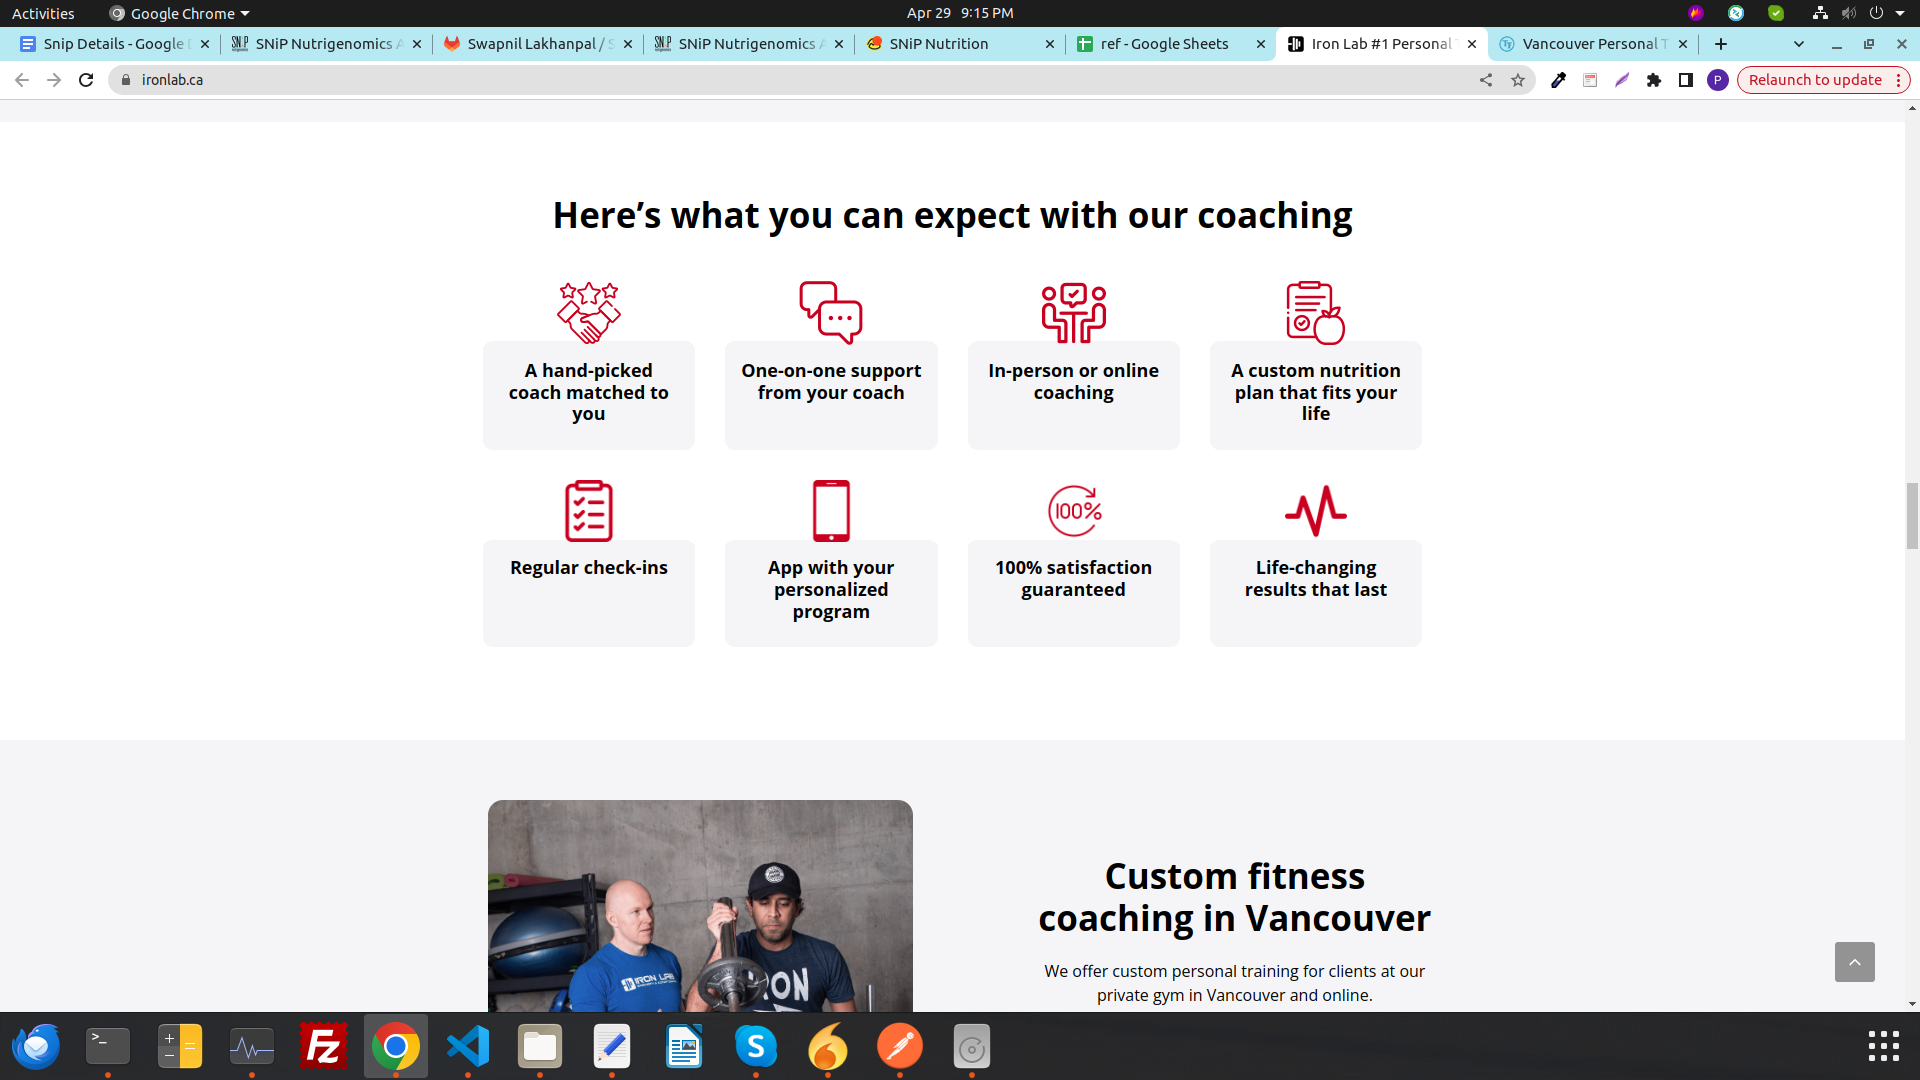 Activities
Google Chrome
Apr 29 9:15 PM
Snip Details - Google
SNiP Nutrigenomics
Swapnil Lakhanpal /
SNiP Nutrigenomics
SNiP Nutrition
ref - Google Sheets
Iron Lab #1 Personal
Vancouver Personal
ironlab.ca
P
Relaunch to update
Here’s what you can expect with our coaching
A hand-picked
coach matched to
you
One-on-one support
from your coach
In-person or online
coaching
A custom nutrition
plan that fits your
life
100%
Regular check-ins
App with your
personalized
program
100% satisfaction
guaranteed
Life-changing
results that last
Custom fitness
coaching in Vancouver
We offer custom personal training for clients at our
private gym in Vancouver and online.
IRON LAB
IRON